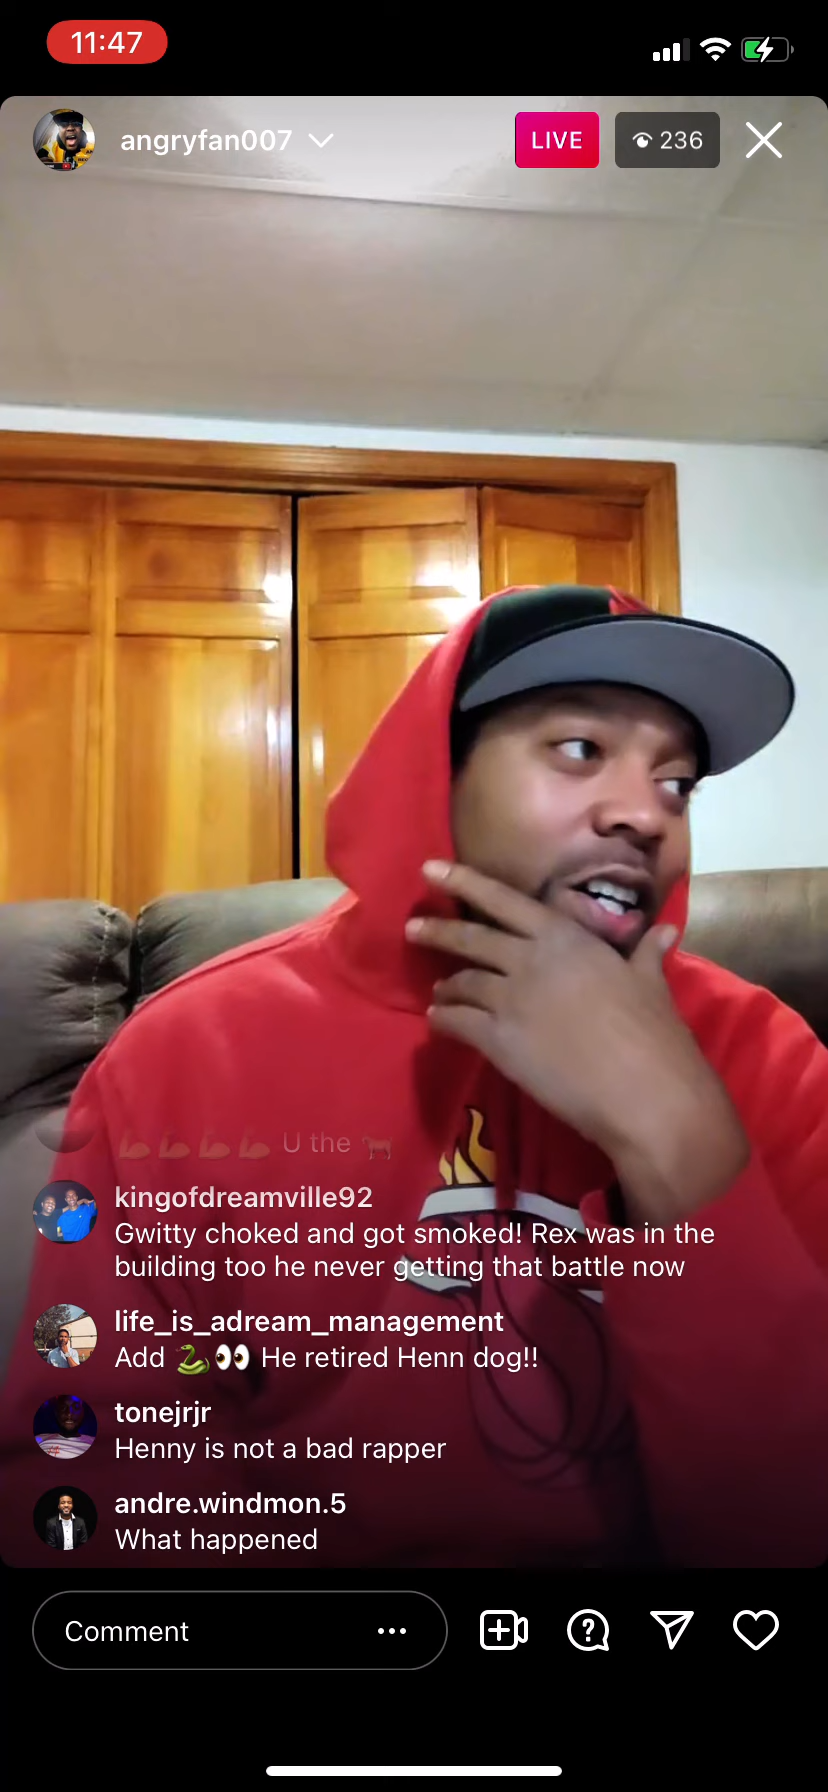 11:47
angryfan007
LIVE
236
💪💪💪💪 U the 🐐
kingofdreamville92
Gwitty choked and got smoked! Rex was in the
building too he never getting that battle now
life_is_adream_management
Add 🐍👀 He retired Henn dog!!
tonejrjr
Henny is not a bad rapper
andre.windmon.5
What happened
Comment